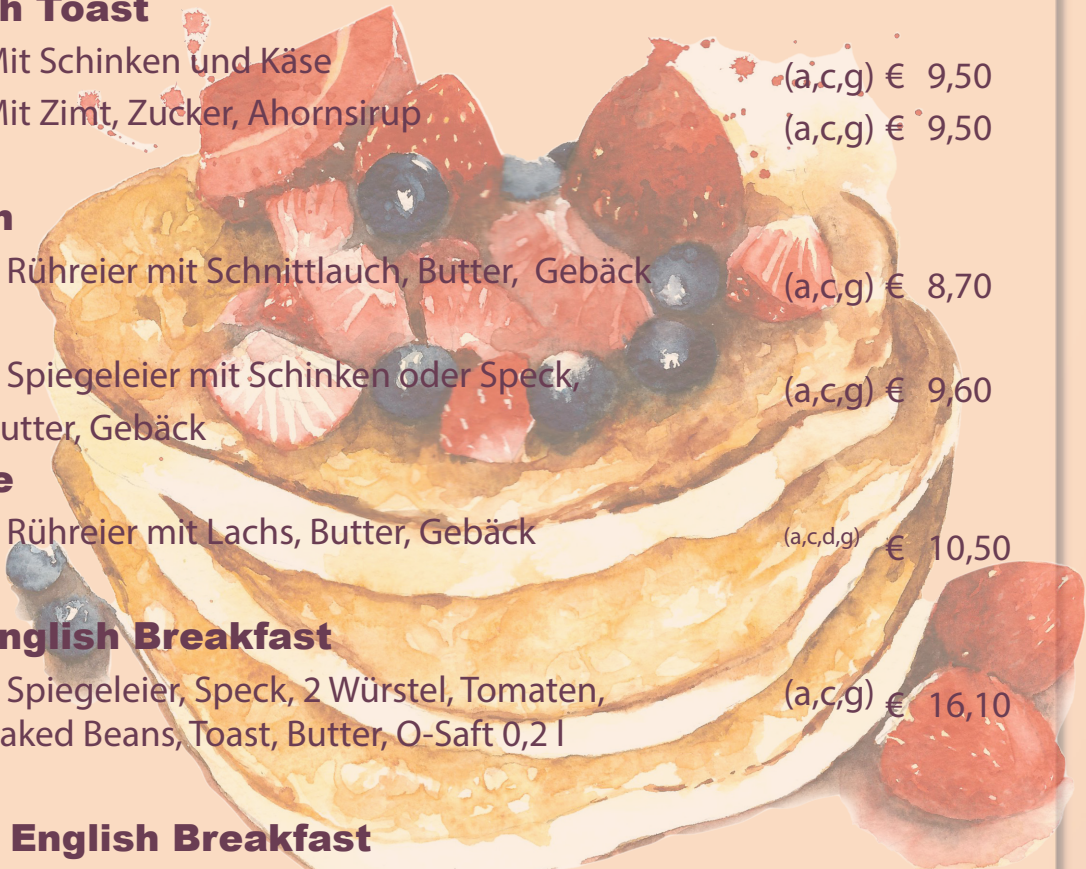 h Toast
Mit Schinken und Käse (a,c,g) € 9,50
Mit Zimt, Zucker, Ahornsirup (a,c,g) € 9,50
n
Rühreier mit Schnittlauch, Butter, Gebäck (a,c,g) € 8,70
Spiegeleier mit Schinken oder Speck, (a,c,g) € 9,60
utter, Gebäck
e
Rühreier mit Lachs, Butter, Gebäck (a,c,d,g) € 10,50
nglish Breakfast
Spiegeleier, Speck, 2 Würstel, Tomaten, (a,c,g) € 16,10
aked Beans, Toast, Butter, O-Saft 0,2 l
English Breakfast